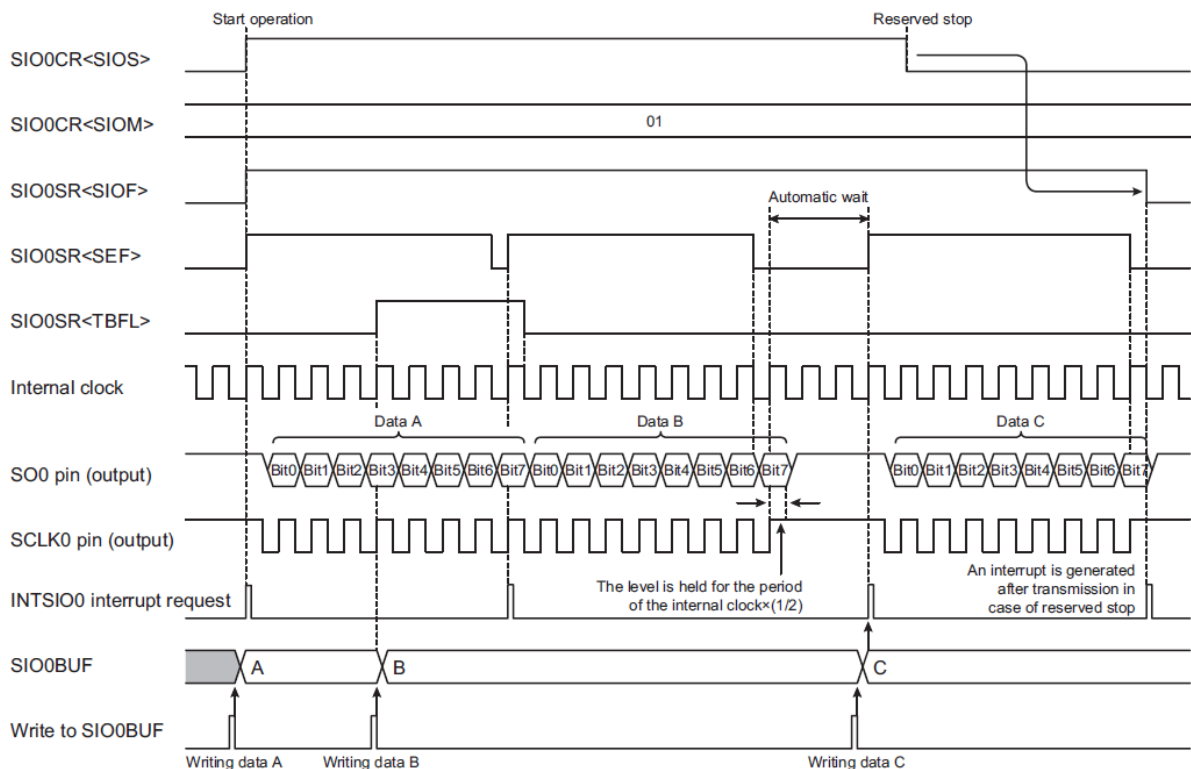 Start operation
Reserved stop
SIO0CR<SIOS>
SIO0CR<SIOM>
01
SIO0SR<SIOF>
Automatic wait
SIO0SR<SEF>
SIO0SR<TBFL>
Internal clock
Data A
Data B
Data C
SO0 pin (output)
Bit0 Bit1 Bit2 Bit3 Bit4 Bit5 Bit6 Bit7 Bit0 Bit1 Bit2 Bit3 Bit4 Bit5 Bit6 Bit7 Bit0 Bit1 Bit2 Bit3 Bit4 Bit5 Bit6 Bit7
SCLK0 pin (output)
The level is held for the period
of the internal clock×(1/2)
An interrupt is generated
after transmission in
case of reserved stop
INTSIO0 interrupt request
SIO0BUF
A
B
C
Write to SIO0BUF
Writing data A
Writing data B
Writing data C